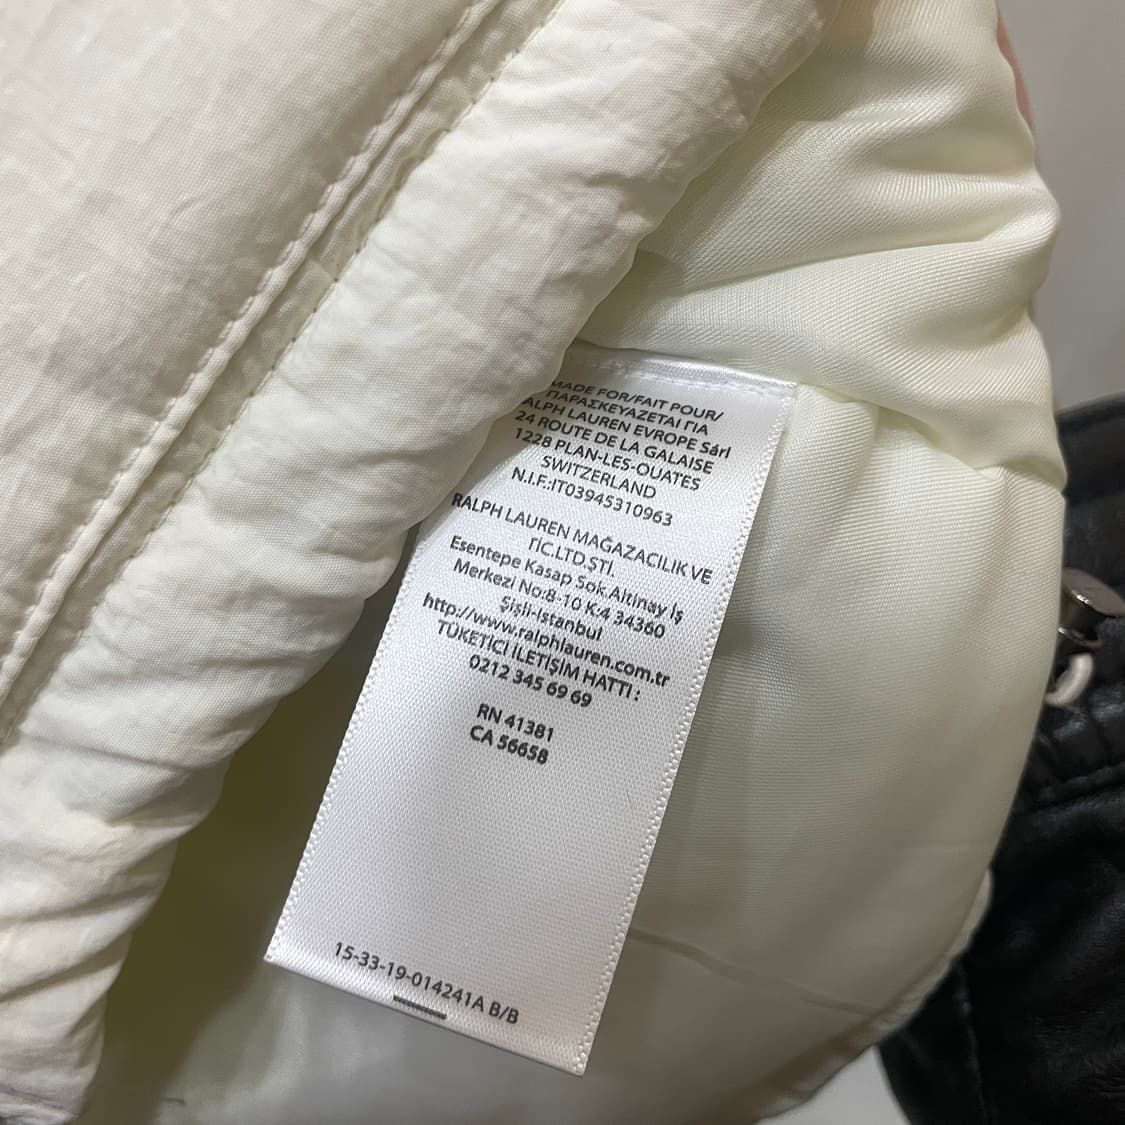 MADE FOR/FAIT POUR/
ΠΑΡΑΣΚΕΥΑΖΕΤΑΙ ΓΙΑ
RALPH LAUREN EVROPE Sárl
24 ROUTE DE LA GALAISE
1228 PLAN-LES-OUATES
SWITZERLAND
N.I.F.:IT03945310963
RALPH LAUREN MAĞAZACILIK VE
TİC.LTD.ŞTİ.
Esentepe Kasap Sok.Altinay İş
Merkezi No:8-10 K:4 34360
Şişli-Istanbul
http://www.ralphlauren.com.tr
TÜKETİCİ İLETİŞİM HATTI :
0212 345 69 69
RN 41381
CA 56658
15-33-19-014241A B/B